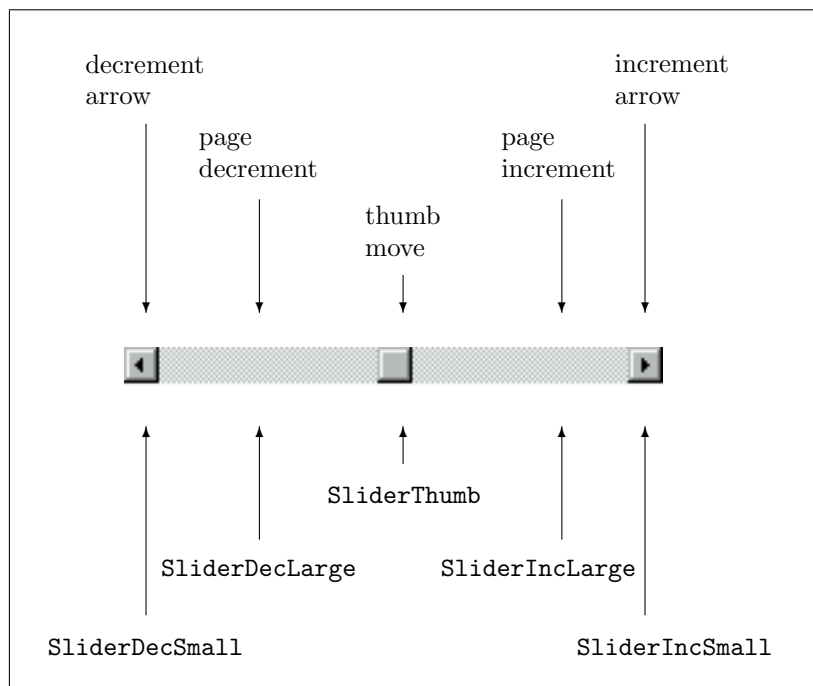 decrement
arrow
increment
arrow
page
decrement
page
increment
thumb
move
SliderThumb
SliderDecLarge
SliderIncLarge
SliderDecSmall
SliderIncSmall